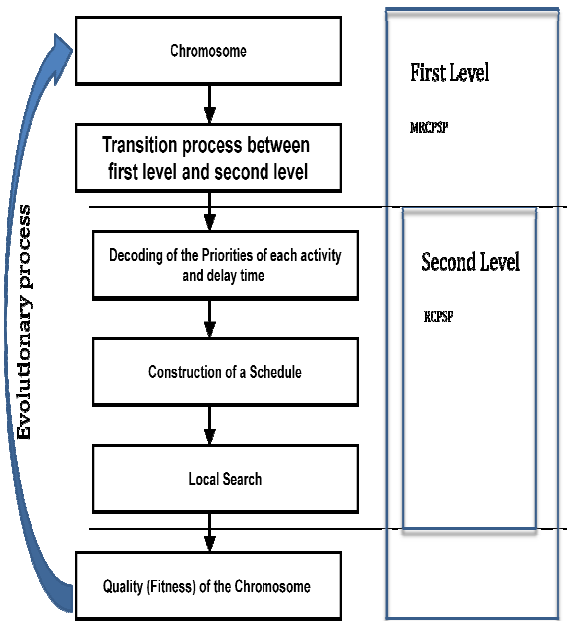 Chromosome
Transition process between
first level and second level
Decoding of the Priorities of each activity
and delay time
Construction of a Schedule
Local Search
Quality (Fitness) of the Chromosome
Evolutionary process
First Level
MRCPSP
Second Level
RCPSP